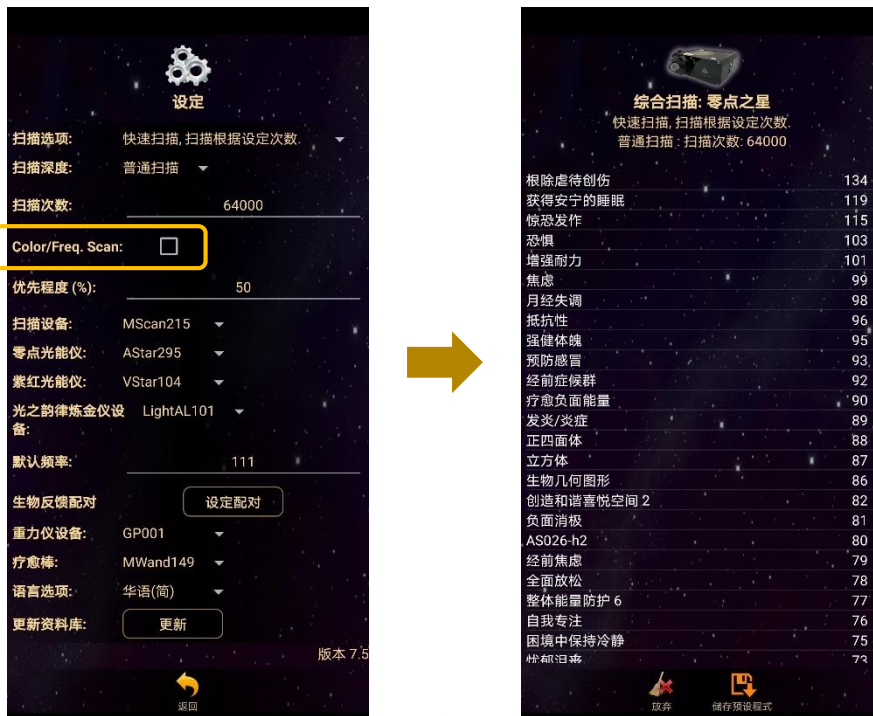 设定
扫描选项: 快速扫描, 扫描根据设定次数.
扫描深度: 普通扫描
扫描次数: 64000
Color/Freq. Scan:
优先程度 (%): 50
扫描设备: MScan215
零点光能仪: AStar295
紫红光能仪: VStar104
光之韵律炼金仪设备: LightAL101
默认频率: 111
生物反馈配对 设定配对
重力仪设备: GP001
疗愈棒: MWand149
语言选项: 华语(简)
更新资料库: 更新
版本 7.5
返回
综合扫描: 零点之星
快速扫描, 扫描根据设定次数.
普通扫描 : 扫描次数: 64000
根除虐待创伤 134
获得安宁的睡眠 119
惊恐发作 115
恐惧 103
增强耐力 101
焦虑 99
月经失调 98
抵抗性 96
强健体魄 95
预防感冒 93
经前症候群 92
疗愈负面能量 90
发炎/炎症 89
正四面体 88
立方体 87
生物几何图形 86
创造和谐喜悦空间 2 82
负面消极 81
AS026-h2 80
经前焦虑 79
全面放松 78
整体能量防护 6 77
自我专注 76
困境中保持冷静 75
忧郁沮丧 73
放弃 储存预设程式